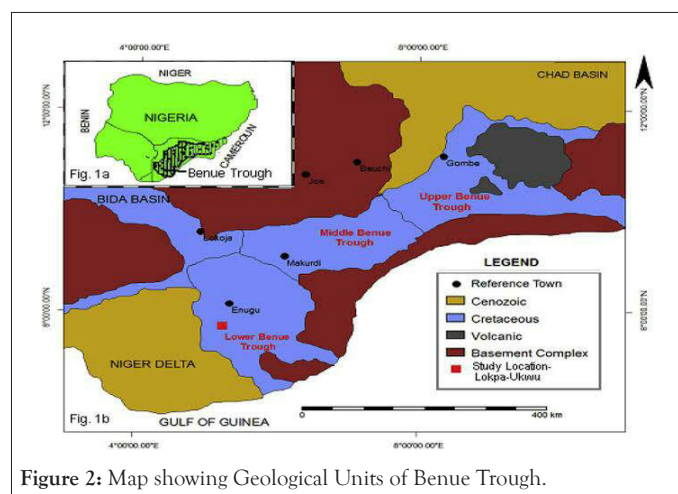 4°00'00.00"E
8°00'00.00"E
NIGER
NIGERIA
BENIN
CAMEROUN
Benue Trough
Fig. 1a
CHAD BASIN
12°00'00.00"N
12°00'00.00"N
Jos
Bauchi
Gombe
Upper Benue
Trough
BIDA BASIN
Lokoja
Middle Benue
Trough
Makurdi
Enugu
Lower Benue
Trough
8°00'00.00"N
8°00'00.00"N
NIGER DELTA
GULF OF GUINEA
Fig. 1b
LEGEND
Reference Town
Cenozoic
Cretaceous
Volcanic
Basement Complex
Study Location-
Lokpa-Ukwu
0
400 km
4°00'00.00"E
8°00'00.00"E
Figure 2: Map showing Geological Units of Benue Trough.